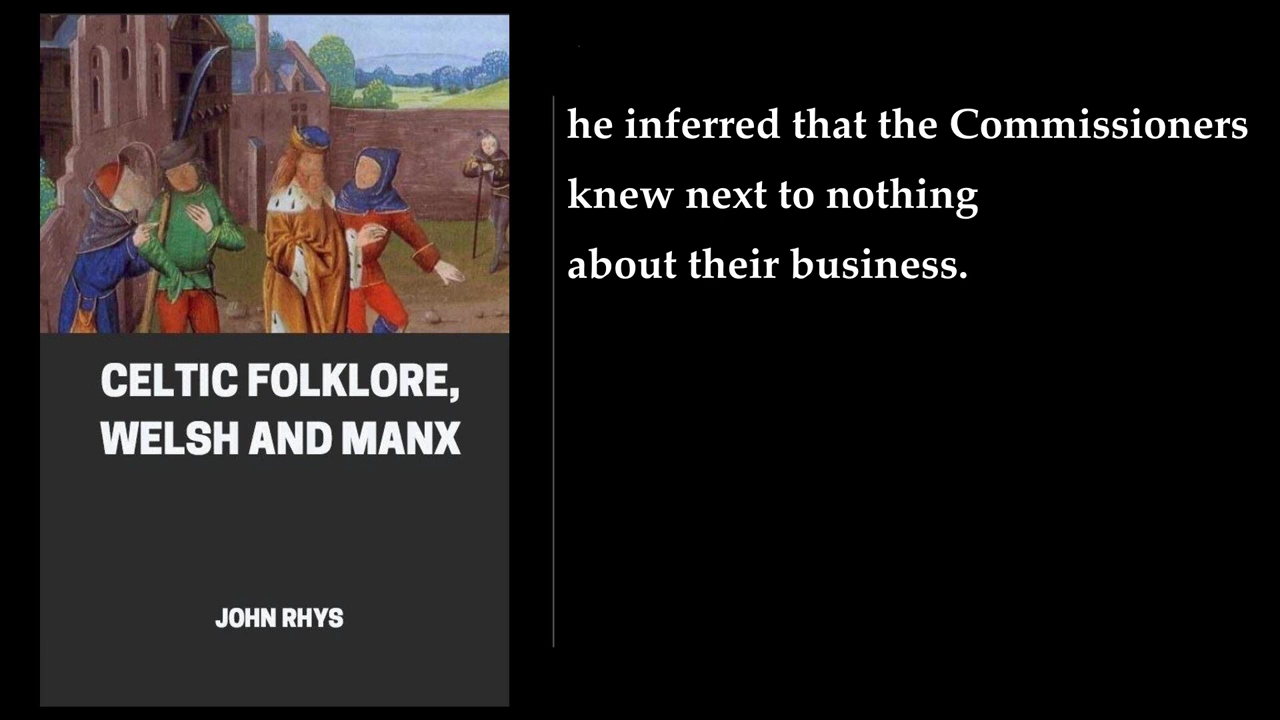 CELTIC FOLKLORE,
WELSH AND MANX
JOHN RHYS
he inferred that the Commissioners
knew next to nothing
about their business.